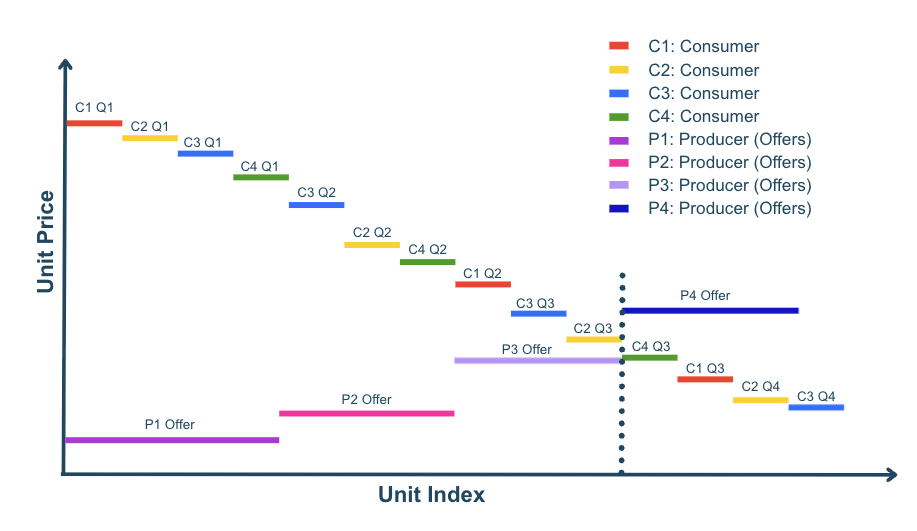 C1: Consumer
C2: Consumer
C3: Consumer
C4: Consumer
P1: Producer (Offers)
P2: Producer (Offers)
P3: Producer (Offers)
P4: Producer (Offers)
Unit Price
C1 Q1
C2 Q1
C3 Q1
C4 Q1
C3 Q2
C2 Q2
C4 Q2
C1 Q2
C3 Q3
C2 Q3
P4 Offer
C4 Q3
C1 Q3
C2 Q4
C3 Q4
P3 Offer
P2 Offer
P1 Offer
Unit Index